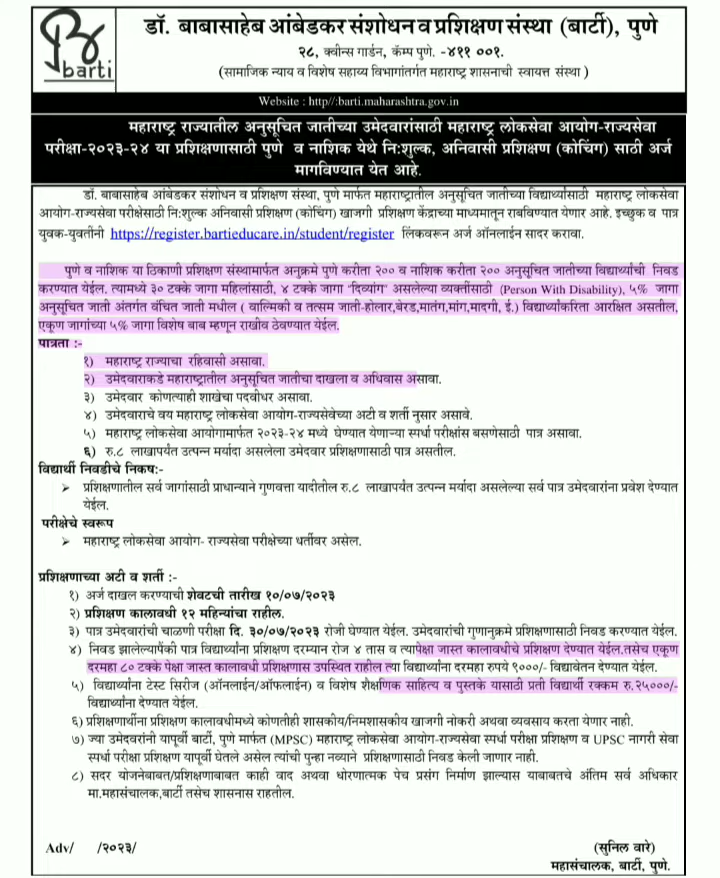 barti
डॉ. बाबासाहेब आंबेडकर संशोधन व प्रशिक्षण संस्था (बार्टी), पुणे
२८, क्वीन्स गार्डन, कॅम्प पुणे. -४११ ००१.
(सामाजिक न्याय व विशेष सहाय्य विभागांतर्गत महाराष्ट्र शासनाची स्वायत्त संस्था )
Website : http//:barti.maharashtra.gov.in
महाराष्ट्र राज्यातील अनुसूचित जातीच्या उमेदवारांसाठी महाराष्ट्र लोकसेवा आयोग-राज्यसेवा
परीक्षा-२०२३-२४ या प्रशिक्षणासाठी पुणे व नाशिक येथे नि:शुल्क, अनिवासी प्रशिक्षण (कोचिंग) साठी अर्ज
मागविण्यात येत आहे.
डॉ. बाबासाहेब आंबेडकर संशोधन व प्रशिक्षण संस्था, पुणे मार्फत महाराष्ट्रातील अनुसूचित जातीच्या विद्यार्थ्यांसाठी महाराष्ट्र लोकसेवा
आयोग-राज्यसेवा परीक्षेसाठी नि:शुल्क अनिवासी प्रशिक्षण (कोचिंग) खाजगी प्रशिक्षण केंद्राच्या माध्यमातून राबविण्यात येणार आहे. इच्छुक व पात्र
युवक-युवतींनी https://register.bartieducare.in/student/register लिंकवरून अर्ज ऑनलाईन सादर करावा.
पुणे व नाशिक या ठिकाणी प्रशिक्षण संस्थामार्फत अनुक्रमे पुणे करीता २०० व नाशिक करीता २०० अनुसूचित जातीच्या विद्यार्थ्यांची निवड
करण्यात येईल. त्यामध्ये ३० टक्के जागा महिलांसाठी, ४ टक्के जागा "दिव्यांग" असलेल्या व्यक्तींसाठी (Person With Disability), ५% जागा
अनुसूचित जाती अंतर्गत वंचित जाती मधील ( वाल्मिकी व तत्सम जाती-होलार,बेरड,मातंग,मांग,मादगी, ई.) विद्यार्थ्यांकरिता आरक्षित असतील,
एकूण जागांच्या ५% जागा विशेष बाब म्हणून राखीव ठेवण्यात येईल.
पात्रता :-
१) महाराष्ट्र राज्याचा रहिवासी असावा.
२) उमेदवाराकडे महाराष्ट्रातील अनुसूचित जातीचा दाखला व अधिवास असावा.
३) उमेदवार कोणत्याही शाखेचा पदवीधर असावा.
४) उमेदवाराचे वय महाराष्ट्र लोकसेवा आयोग-राज्यसेवेच्या अटी व शर्ती नुसार असावे.
५) महाराष्ट्र लोकसेवा आयोगामार्फत २०२३-२४ मध्ये घेण्यात येणाऱ्या स्पर्धा परीक्षांस बसणेसाठी पात्र असावा.
६) रु.८ लाखापर्यंत उत्पन्न मर्यादा असलेला उमेदवार प्रशिक्षणासाठी पात्र असतील.
विद्यार्थी निवडीचे निकष:-
➢ प्रशिक्षणातील सर्व जागांसाठी प्राधान्याने गुणवत्ता यादीतील रु.८ लाखापर्यंत उत्पन्न मर्यादा असलेल्या सर्व पात्र उमेदवारांना प्रवेश देण्यात
येईल.
परीक्षेचे स्वरूप
➢ महाराष्ट्र लोकसेवा आयोग- राज्यसेवा परीक्षेच्या धर्तीवर असेल.
प्रशिक्षणाच्या अटी व शर्ती :-
१) अर्ज दाखल करण्याची शेवटची तारीख १०/०७/२०२३
२) प्रशिक्षण कालावधी १२ महिन्यांचा राहील.
३) पात्र उमेदवारांची चाळणी परीक्षा दि. ३०/०७/२०२३ रोजी घेण्यात येईल. उमेदवारांची गुणानुक्रमे प्रशिक्षणासाठी निवड करण्यात येईल.
४) निवड झालेल्यापैकी पात्र विद्यार्थ्यांना प्रशिक्षण दरम्यान रोज ४ तास व त्यापेक्षा जास्त कालावधीचे प्रशिक्षण देण्यात येईल.तसेच एकूण
दरमहा ८० टक्के पेक्षा जास्त कालावधी प्रशिक्षणास उपस्थित राहील त्या विद्यार्थ्यांना दरमहा रुपये ९०००/- विद्यावेतन देण्यात येईल.
५) विद्यार्थ्यांना टेस्ट सिरीज (ऑनलाईन/ऑफलाईन) व विशेष शैक्षणिक साहित्य व पुस्तके यासाठी प्रती विद्यार्थी रक्कम रु.२५०००/-
विद्यार्थ्यांना देण्यात येईल.
६) प्रशिक्षणार्थीना प्रशिक्षण कालावधीमध्ये कोणतीही शासकीय/निमशासकीय खाजगी नोकरी अथवा व्यवसाय करता येणार नाही.
७) ज्या उमेदवारांनी यापूर्वी बार्टी, पुणे मार्फत (MPSC) महाराष्ट्र लोकसेवा आयोग-राज्यसेवा स्पर्धा परीक्षा प्रशिक्षण व UPSC नागरी सेवा
स्पर्धा परीक्षा प्रशिक्षण यापूर्वी घेतले असेल त्यांची पुन्हा नव्याने प्रशिक्षणासाठी निवड केली जाणार नाही.
८) सदर योजनेबाबत/प्रशिक्षणाबाबत काही वाद अथवा धोरणात्मक पेच प्रसंग निर्माण झाल्यास याबाबतचे अंतिम सर्व अधिकार
मा.महासंचालक,बार्टी तसेच शासनास राहतील.
Adv/ /२०२३/
(सुनिल वारे)
महासंचालक, बार्टी, पुणे.